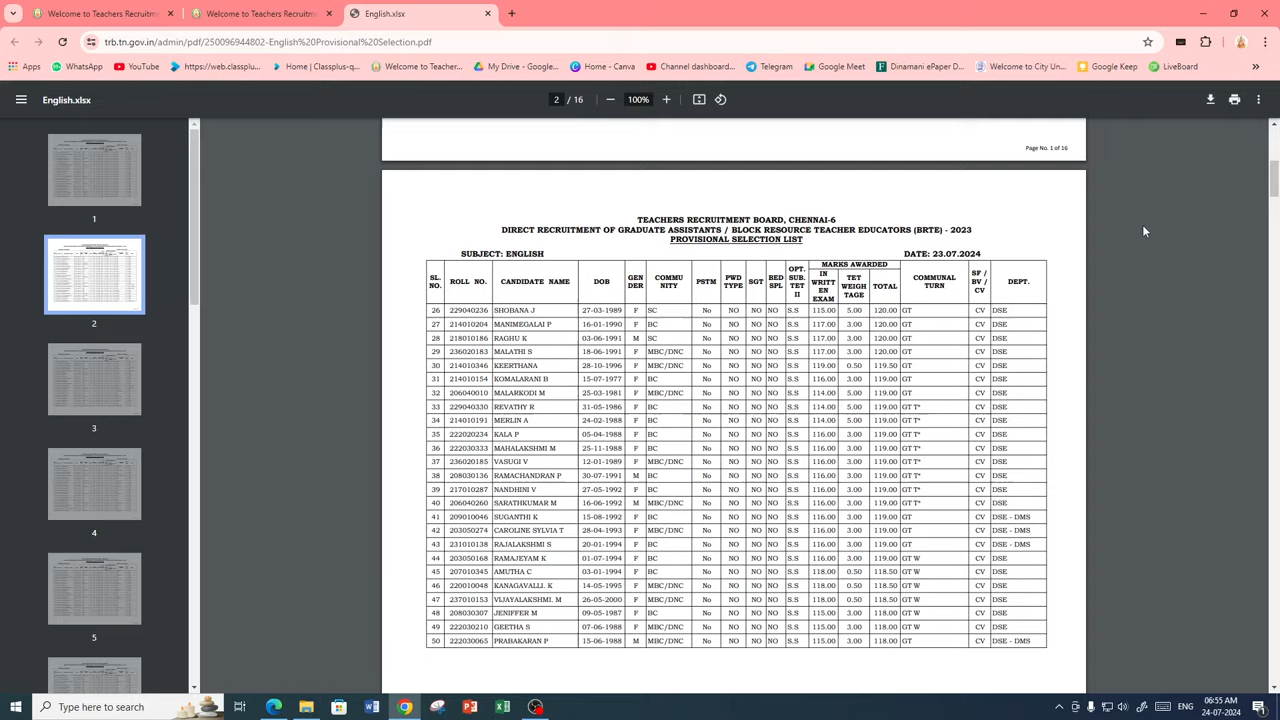 Welcome to Teachers Recruitm
Welcome to Teachers Recruitm
English.xlsx
trb.tn.gov.in/admin/pdf/250096944802-English%20Provisional%20Selection.pdf
Apps WhatsApp YouTube https://web.classplu... Home | Classplus-q... Welcome to Teacher... My Drive - Google... Home - Canva Channel dashboard... Telegram Assignments Dinamani ePaper |... Welcome to City Un... Google Keep LiveBoard
English.xlsx
2 / 16
100%
1
2
3
4
5
Page No. 1 of 16
TEACHERS RECRUITMENT BOARD, CHENNAI-6
DIRECT RECRUITMENT OF GRADUATE ASSISTANTS / BLOCK RESOURCE TEACHER EDUCATORS (BRTE) - 2023
PROVISIONAL SELECTION LIST
SUBJECT: ENGLISH DATE: 23.07.2024
SL. NO. ROLL NO. CANDIDATE NAME DOB GEN DER COMMU NITY PSTM PWD TYPE SGT BED SPL OPT. SUB. TET II MARKS AWARDED IN WRITT EN EXAM TET WEIGH TAGE TOTAL COMMUNAL TURN SF / BV / CV DEPT.
26 229040236 SHOBANA J 27-03-1989 F SC No NO NO NO S.S 115.00 5.00 120.00 GT CV DSE
27 214010204 MANIMEGALAI P 16-01-1990 F BC No NO NO NO S.S 117.00 3.00 120.00 GT CV DSE
28 218010186 RAGHU K 03-06-1991 M SC No NO NO NO S.S 117.00 3.00 120.00 GT CV DSE
29 236020183 MALATHI S 18-06-1991 F MBC/DNC No NO NO NO S.S 117.00 3.00 120.00 GT CV DSE
30 214010346 KEERTHANA 28-10-1996 F MBC/DNC No NO NO NO S.S 119.00 0.50 119.50 GT CV DSE
31 214010154 KOMALARANI B 15-07-1977 F BC No NO NO NO S.S 116.00 3.00 119.00 GT CV DSE
32 206040010 MALARKODI M 25-03-1981 F MBC/DNC No NO NO NO S.S 114.00 5.00 119.00 GT CV DSE
33 229040330 REVATHY R 31-05-1986 F BC No NO NO NO S.S 114.00 5.00 119.00 GT T* CV DSE
34 214010191 MERLIN A 24-02-1988 F BC No NO NO NO S.S 114.00 5.00 119.00 GT T* CV DSE
35 222020234 KALA P 05-04-1988 F BC No NO NO NO S.S 116.00 3.00 119.00 GT T* CV DSE
36 222030333 MAHALAKSHMI M 25-11-1988 F BC No NO NO NO S.S 116.00 3.00 119.00 GT T* CV DSE
37 236020185 VASUGI V 12-01-1989 F MBC/DNC No NO NO NO S.S 116.00 3.00 119.00 GT T* CV DSE
38 208030136 RAMACHANDRAN P 30-07-1991 M BC No NO NO NO S.S 116.00 3.00 119.00 GT T* CV DSE
39 217010287 NANDHINI V 27-05-1992 F BC No NO NO NO S.S 116.00 3.00 119.00 GT T* CV DSE
40 206040260 SARATHKUMAR M 16-06-1992 M MBC/DNC No NO NO NO S.S 116.00 3.00 119.00 GT T* CV DSE
41 209010046 SUGANTHI K 15-08-1992 F BC No NO NO NO S.S 116.00 3.00 119.00 GT CV DSE - DMS
42 203050274 CAROLINE SYLVIA T 28-04-1993 F MBC/DNC No NO NO NO S.S 116.00 3.00 119.00 GT CV DSE - DMS
43 231010138 RAJALAKSHMI S 20-01-1994 F BC No NO NO NO S.S 116.00 3.00 119.00 GT CV DSE - DMS
44 203050168 RAMAJEYAM K 01-07-1994 F BC No NO NO NO S.S 116.00 3.00 119.00 GT W CV DSE
45 207010345 AMUTHA C 03-01-1994 F BC No NO NO NO S.S 118.00 0.50 118.50 GT W CV DSE
46 220010048 KANAGAVALLI. K 14-05-1995 F MBC/DNC No NO NO NO S.S 118.00 0.50 118.50 GT W CV DSE
47 237010153 VIJAYALAKSHMI. M 26-05-2000 F MBC/DNC No NO NO NO S.S 118.00 0.50 118.50 GT W CV DSE
48 208030307 JENIFFER M 09-05-1987 F BC No NO NO NO S.S 115.00 3.00 118.00 GT W CV DSE
49 222030210 GEETHA S 07-06-1988 F MBC/DNC No NO NO NO S.S 115.00 3.00 118.00 GT W CV DSE
50 222030065 PRABAKARAN P 15-06-1988 M MBC/DNC No NO NO NO S.S 115.00 3.00 118.00 GT CV DSE - DMS
Type here to search
ENG
06:55 AM
24-07-2024